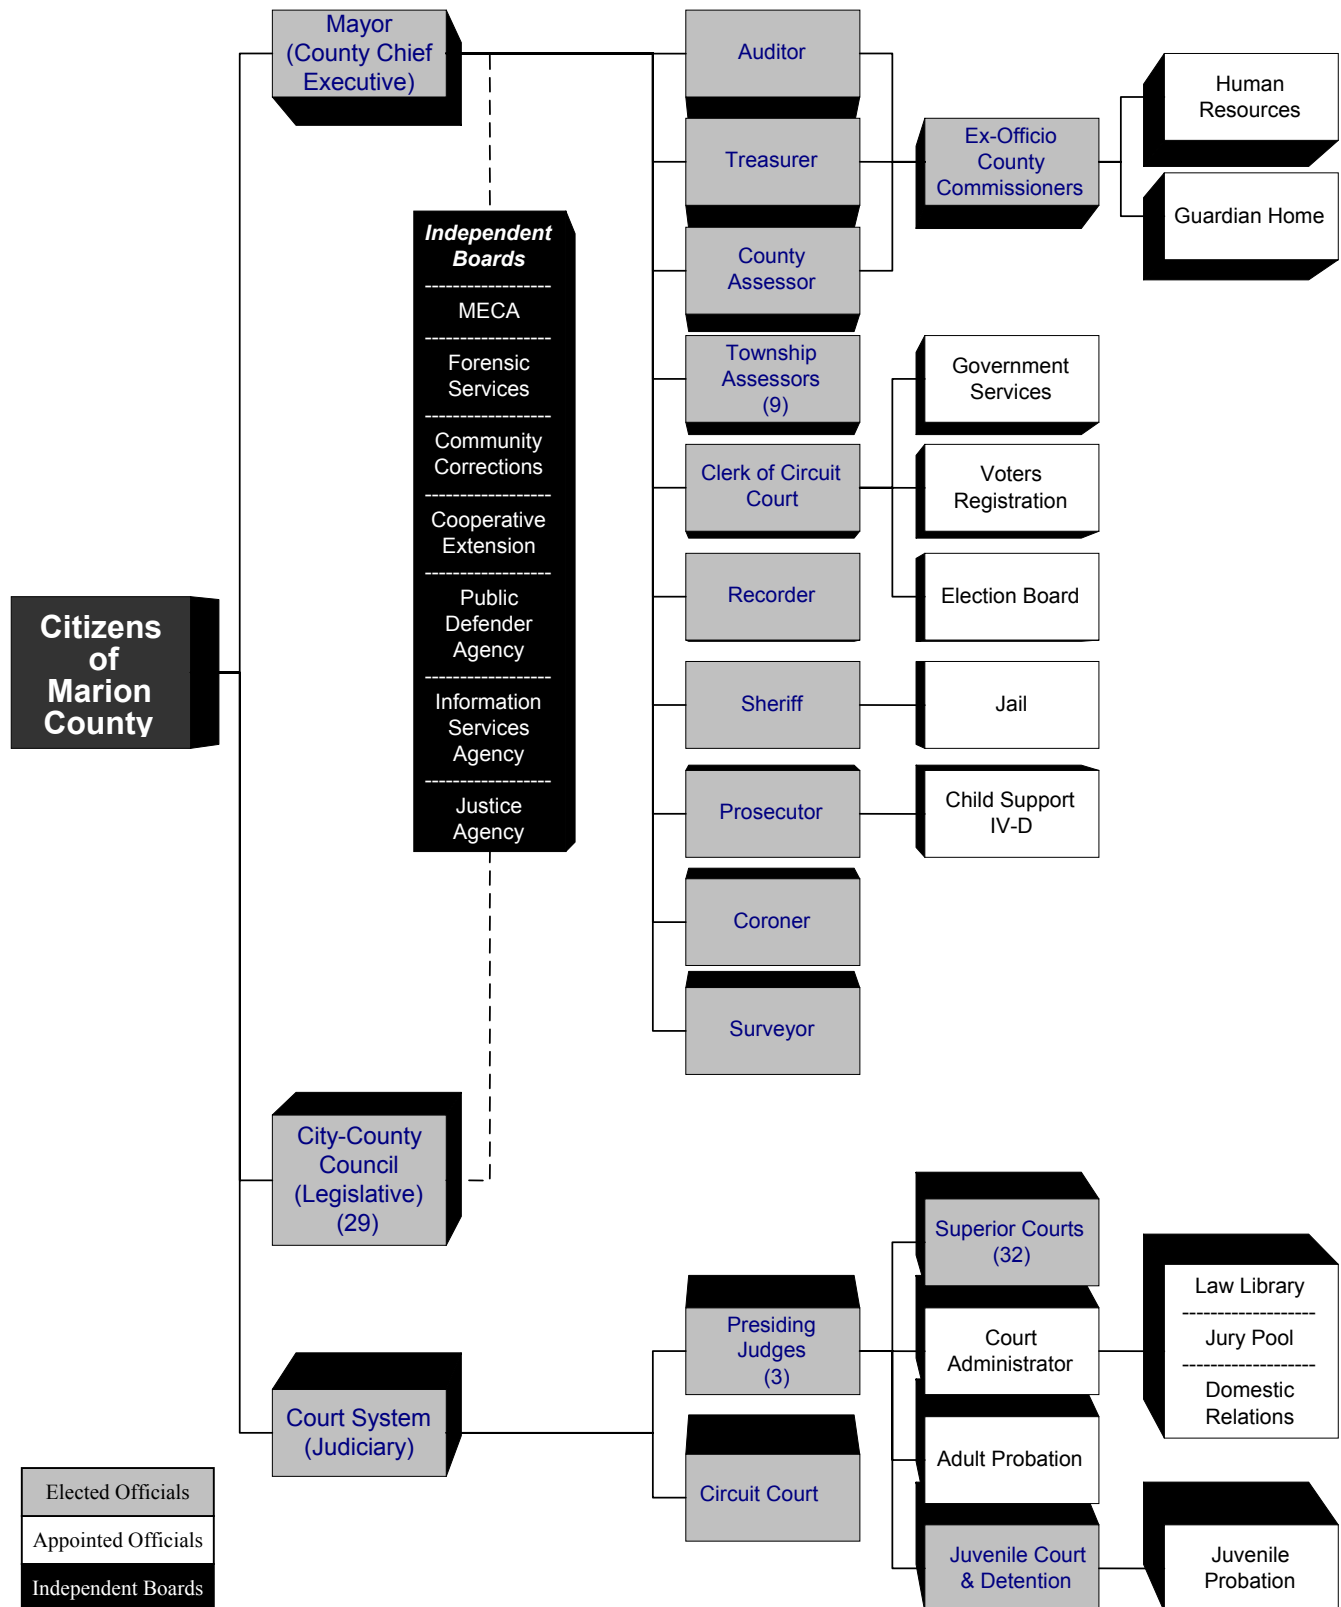 Mayor
(County Chief
Executive)
Auditor
Treasurer
County
Assessor
Township
Assessors
(9)
Clerk of Circuit
Court
Recorder
Sheriff
Prosecutor
Coroner
Surveyor
Ex-Officio
County
Commissioners
Human
Resources
Guardian Home
Government
Services
Voters
Registration
Election Board
Jail
Child Support
IV-D
Independent
Boards
-------------------
MECA
-------------------
Forensic
Services
-------------------
Community
Corrections
-------------------
Cooperative
Extension
-------------------
Public
Defender
Agency
-------------------
Information
Services
Agency
-------------------
Justice
Agency
Citizens
of
Marion
County
City-County
Council
(Legislative)
(29)
Court System
(Judiciary)
Presiding
Judges
(3)
Circuit Court
Superior Courts
(32)
Court
Administrator
Adult Probation
Juvenile Court
& Detention
Law Library
--------------------
Jury Pool
--------------------
Domestic
Relations
Juvenile
Probation
Elected Officials
Appointed Officials
Independent Boards